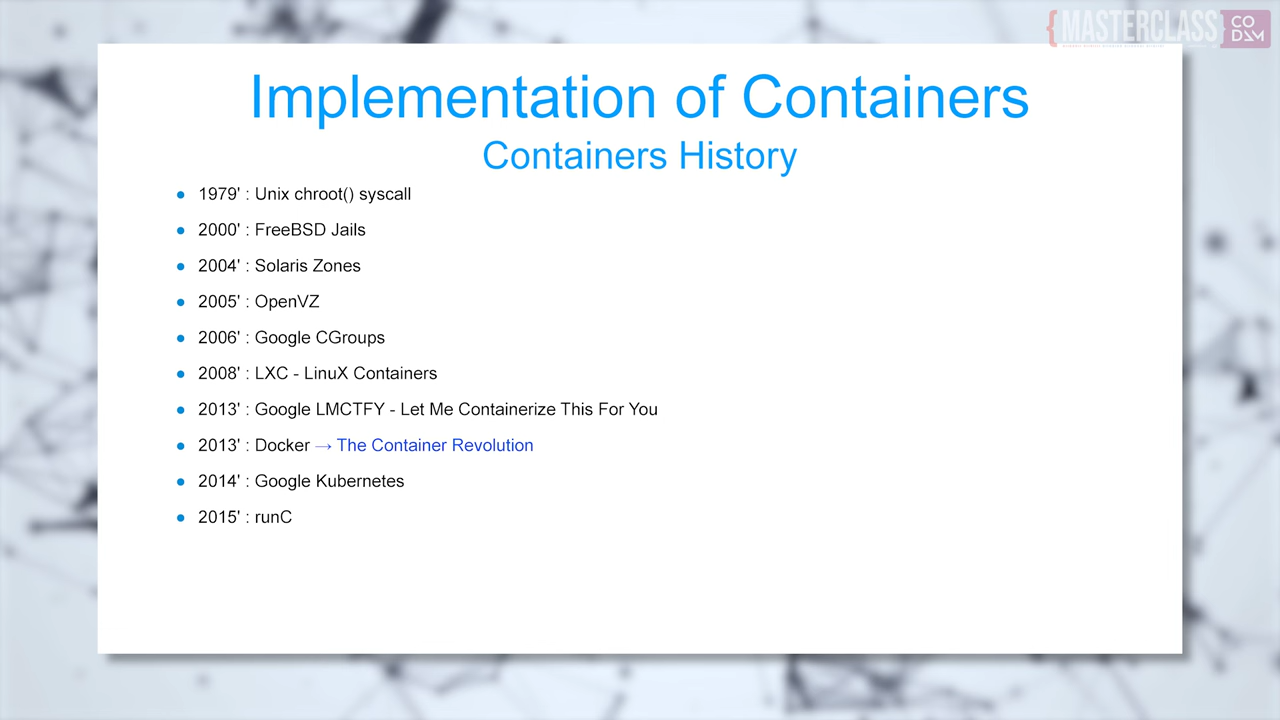 {MASTERCLASS}
CO
D∑M
Implementation of Containers
Containers History
● 1979' : Unix chroot() syscall
● 2000' : FreeBSD Jails
● 2004' : Solaris Zones
● 2005' : OpenVZ
● 2006' : Google CGroups
● 2008' : LXC - LinuX Containers
● 2013' : Google LMCTFY - Let Me Containerize This For You
● 2013' : Docker → The Container Revolution
● 2014' : Google Kubernetes
● 2015' : runC